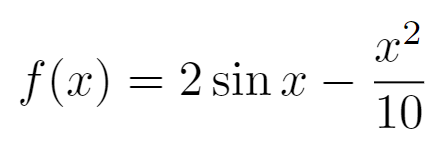 f(x) = 2 sin x − x²/10